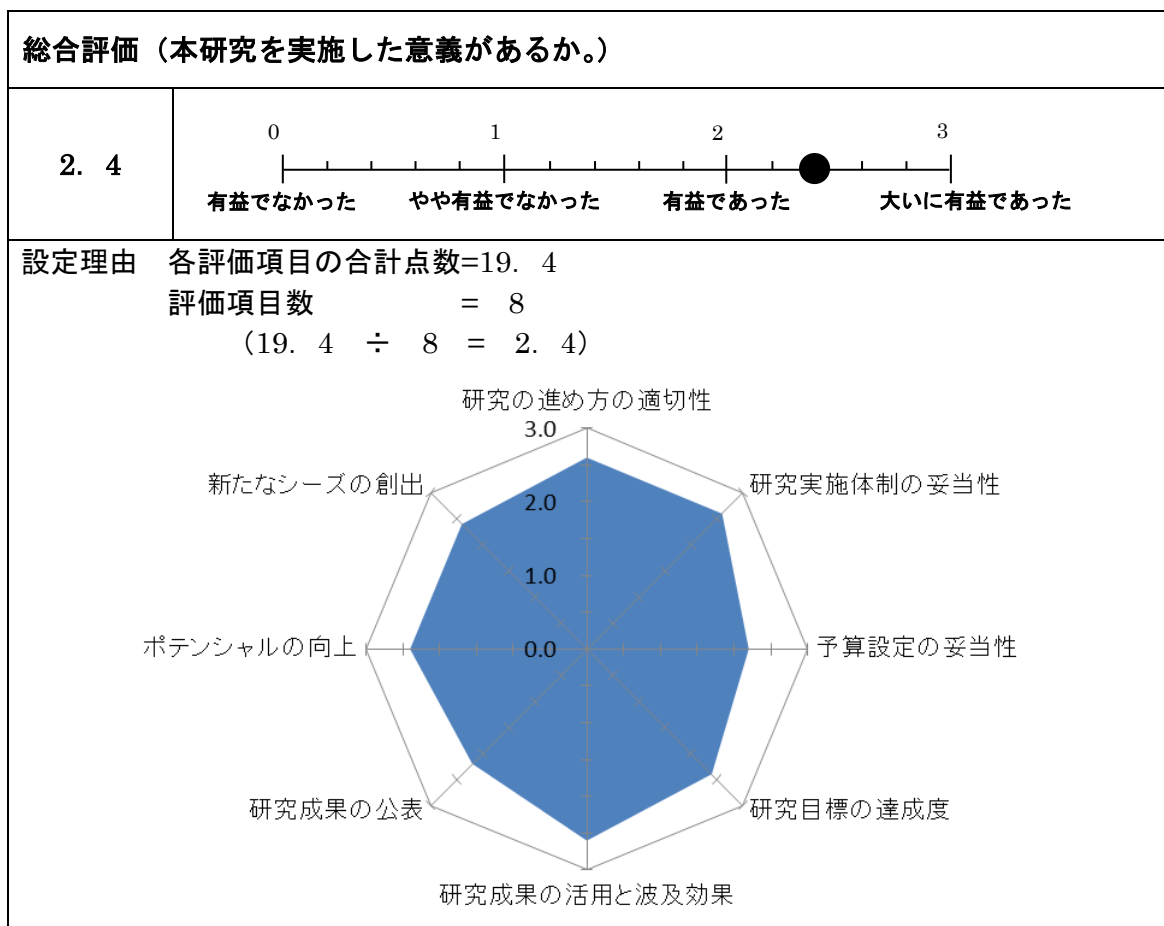 総合評価（本研究を実施した意義があるか。）
2．4
0 1 2 3
有益でなかった やや有益でなかった 有益であった 大いに有益であった
設定理由 各評価項目の合計点数=19．4
評価項目数 = 8
（19．4 ÷ 8 = 2．4）
研究の進め方の適切性
3.0
新たなシーズの創出
研究実施体制の妥当性
2.0
1.0
ポテンシャルの向上
0.0
予算設定の妥当性
研究成果の公表
研究目標の達成度
研究成果の活用と波及効果